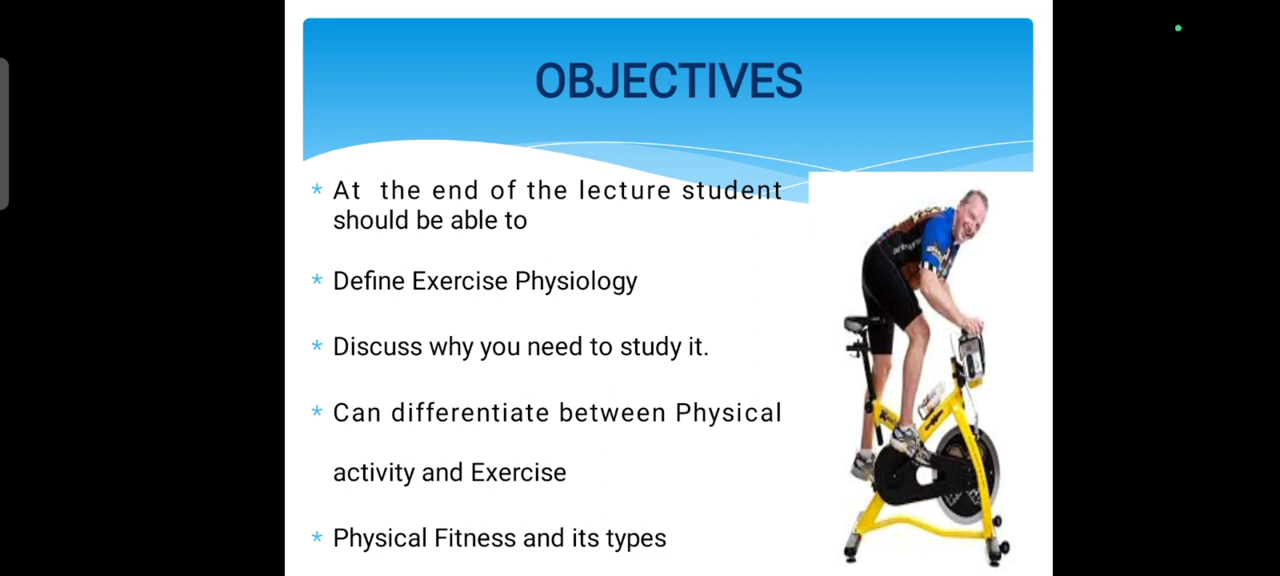 OBJECTIVES
* At the end of the lecture student
should be able to
* Define Exercise Physiology
* Discuss why you need to study it.
* Can differentiate between Physical
activity and Exercise
* Physical Fitness and its types